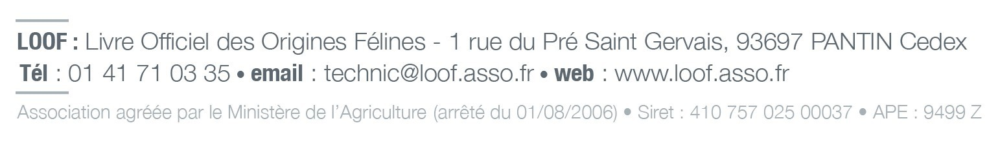 LOOF : Livre Officiel des Origines Félines - 1 rue du Pré Saint Gervais, 93697 PANTIN Cedex
Tél : 01 41 71 03 35 • email : technic@loof.asso.fr • web : www.loof.asso.fr
Association agréée par le Ministère de l’Agriculture (arrêté du 01/08/2006) • Siret : 410 757 025 00037 • APE : 9499 Z